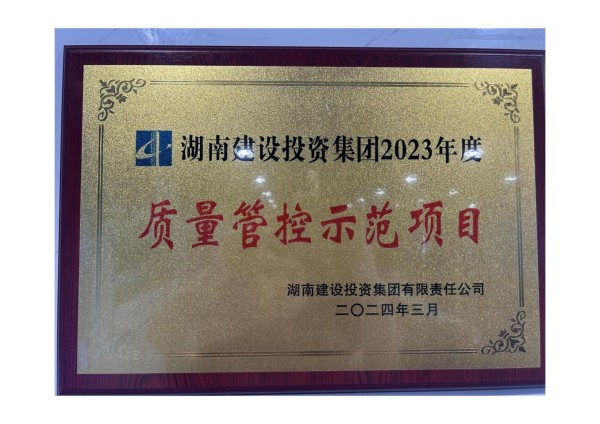 湖南建设投资集团2023年度
质量管控示范项目
湖南建设投资集团有限责任公司
二〇二四年三月